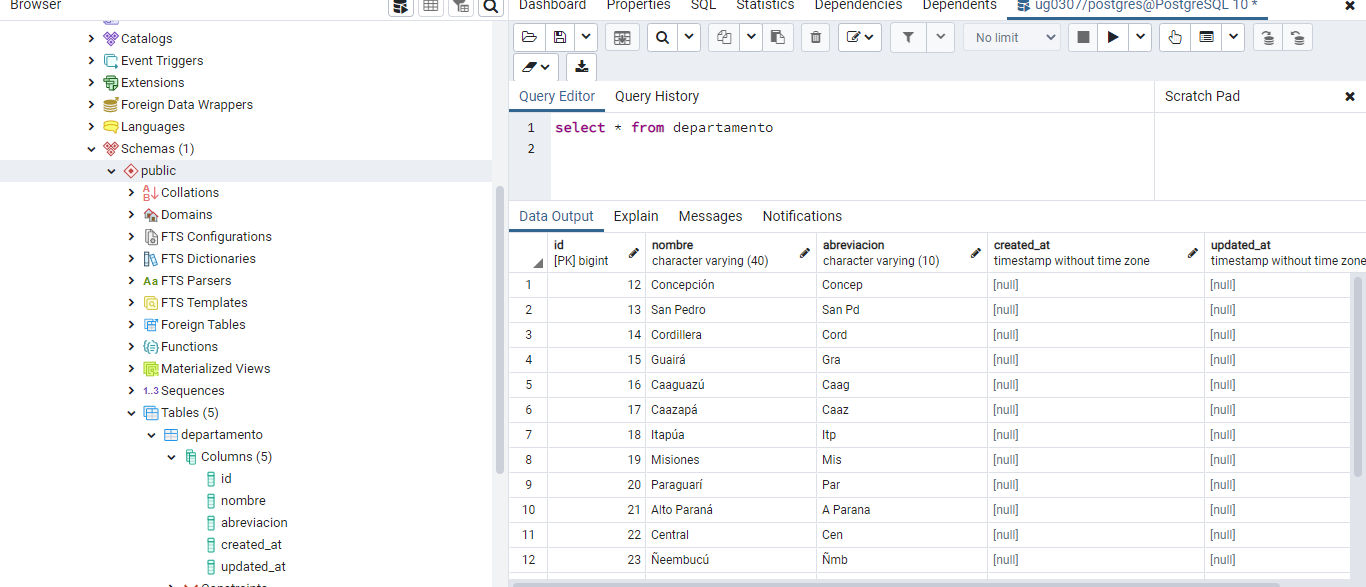 Browser
Catalogs
Event Triggers
Extensions
Foreign Data Wrappers
Languages
Schemas (1)
public
Collations
Domains
FTS Configurations
FTS Dictionaries
FTS Parsers
FTS Templates
Foreign Tables
Functions
Materialized Views
Sequences
Tables (5)
departamento
Columns (5)
id
nombre
abreviacion
created_at
updated_at
Constraints
Dashboard Properties SQL Statistics Dependencies Dependents ug0307/postgres@PostgreSQL 10 *
No limit
Query Editor Query History Scratch Pad
1 select * from departamento
2
Data Output Explain Messages Notifications
id nombre abreviacion created_at updated_at
[PK] bigint character varying (40) character varying (10) timestamp without time zone timestamp without time zone
1 12 Concepción Concep [null] [null]
2 13 San Pedro San Pd [null] [null]
3 14 Cordillera Cord [null] [null]
4 15 Guairá Gra [null] [null]
5 16 Caaguazú Caag [null] [null]
6 17 Caazapá Caaz [null] [null]
7 18 Itapúa Itp [null] [null]
8 19 Misiones Mis [null] [null]
9 20 Paraguarí Par [null] [null]
10 21 Alto Paraná A Parana [null] [null]
11 22 Central Cen [null] [null]
12 23 Ñeembucú Ñmb [null] [null]